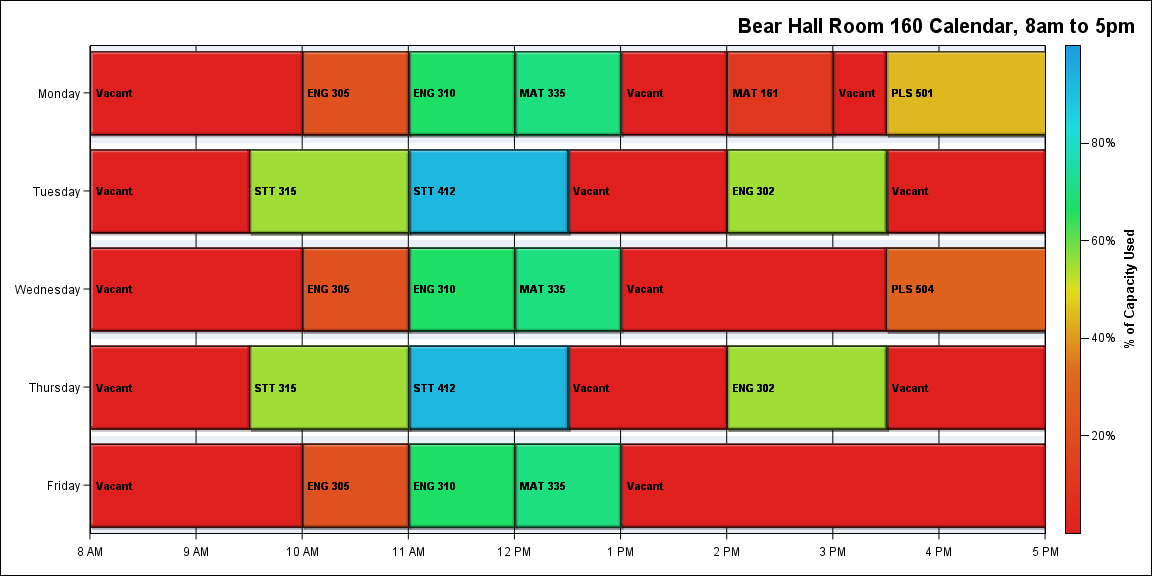 Bear Hall Room 160 Calendar, 8am to 5pm
Monday
Vacant
ENG 305
ENG 310
MAT 335
Vacant
MAT 161
Vacant
PLS 501
Tuesday
Vacant
STT 315
STT 412
Vacant
ENG 302
Vacant
Wednesday
Vacant
ENG 305
ENG 310
MAT 335
Vacant
PLS 504
Thursday
Vacant
STT 315
STT 412
Vacant
ENG 302
Vacant
Friday
Vacant
ENG 305
ENG 310
MAT 335
Vacant
8 AM
9 AM
10 AM
11 AM
12 PM
1 PM
2 PM
3 PM
4 PM
5 PM
80%
60%
40%
20%
% of Capacity Used